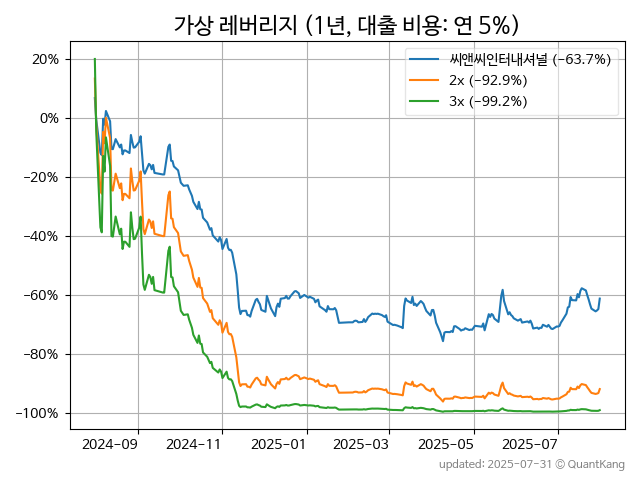 가상 레버리지 (1년, 대출 비용: 연 5%)
씨앤씨인터내셔널 (−63.7%)
2x (−92.9%)
3x (−99.2%)
20%
0%
−20%
−40%
−60%
−80%
−100%
2024-09 2024-11 2025-01 2025-03 2025-05 2025-07
updated: 2025-07-31 © QuantKang